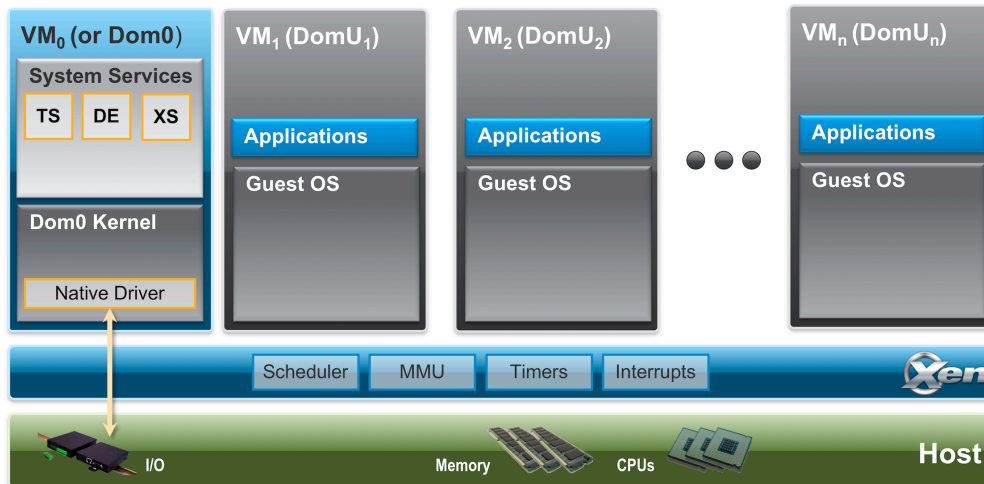 VM0 (or Dom0)
System Services
TS DE XS
Dom0 Kernel
Native Driver
VM1 (DomU1)
Applications
Guest OS
VM2 (DomU2)
Applications
Guest OS
VMn (DomUn)
Applications
Guest OS
Scheduler MMU Timers Interrupts
Xen
I/O Memory CPUs Host